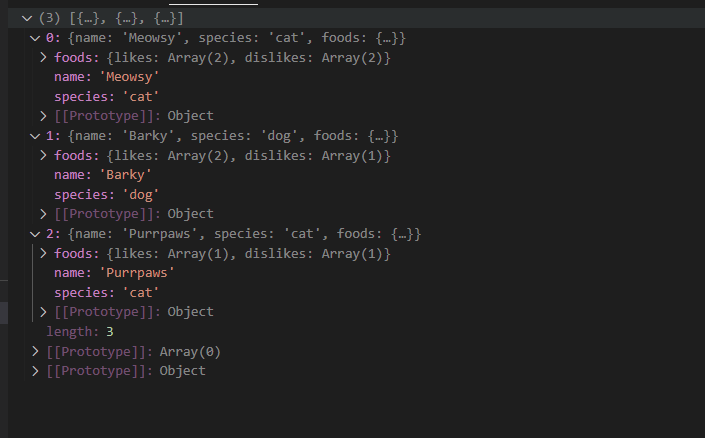 (3) [{…}, {…}, {…}]
0: {name: 'Meowsy', species: 'cat', foods: {…}}
foods: {likes: Array(2), dislikes: Array(2)}
name: 'Meowsy'
species: 'cat'
[[Prototype]]: Object
1: {name: 'Barky', species: 'dog', foods: {…}}
foods: {likes: Array(2), dislikes: Array(1)}
name: 'Barky'
species: 'dog'
[[Prototype]]: Object
2: {name: 'Purrpaws', species: 'cat', foods: {…}}
foods: {likes: Array(1), dislikes: Array(1)}
name: 'Purrpaws'
species: 'cat'
[[Prototype]]: Object
length: 3
[[Prototype]]: Array(0)
[[Prototype]]: Object